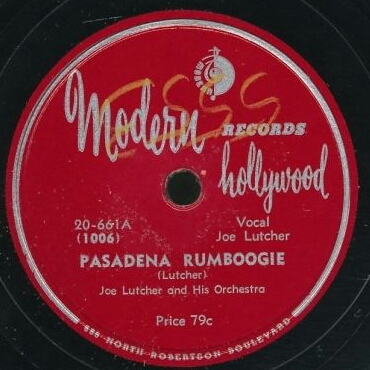 Modern RECORDS
hollywood
20-661A
(1006)
Vocal
Joe Lutcher
PASADENA RUMBOOGIE
(Lutcher)
Joe Lutcher and His Orchestra
Price 79c
NORTH ROBERTSON BOULEVARD